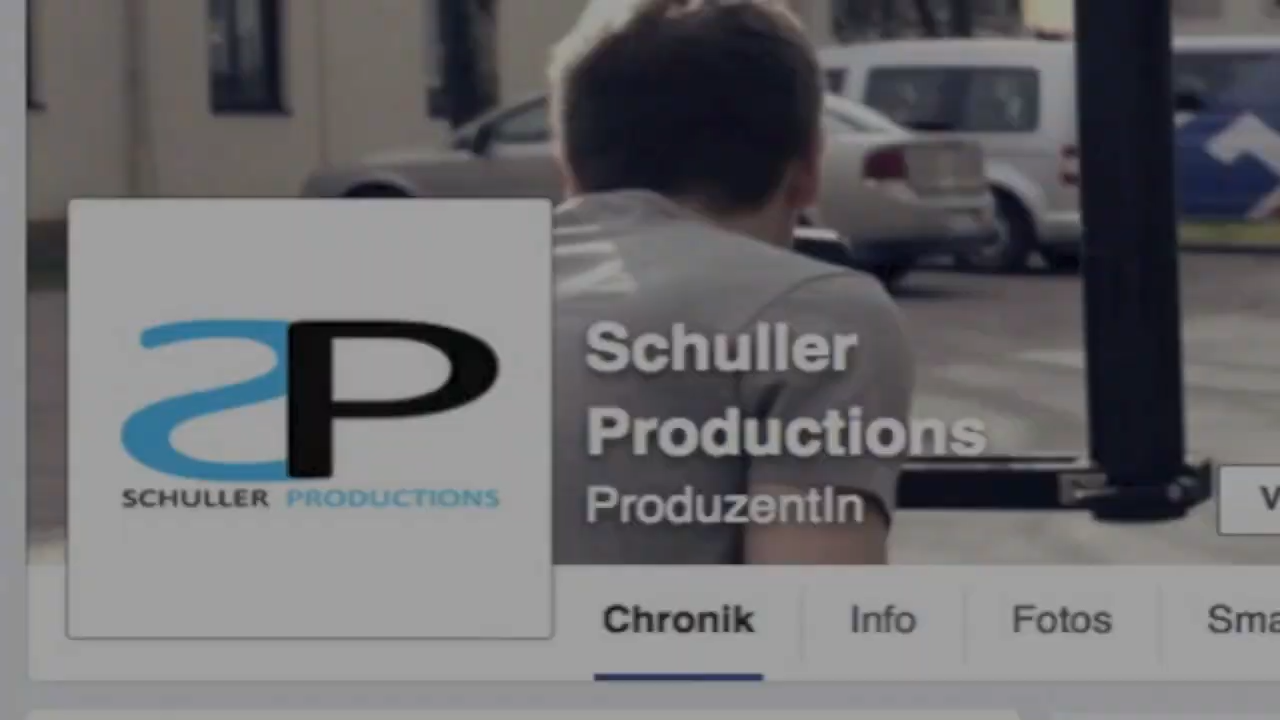 SP
SCHULLER PRODUCTIONS
Schuller
Productions
ProduzentIn
Chronik
Info
Fotos